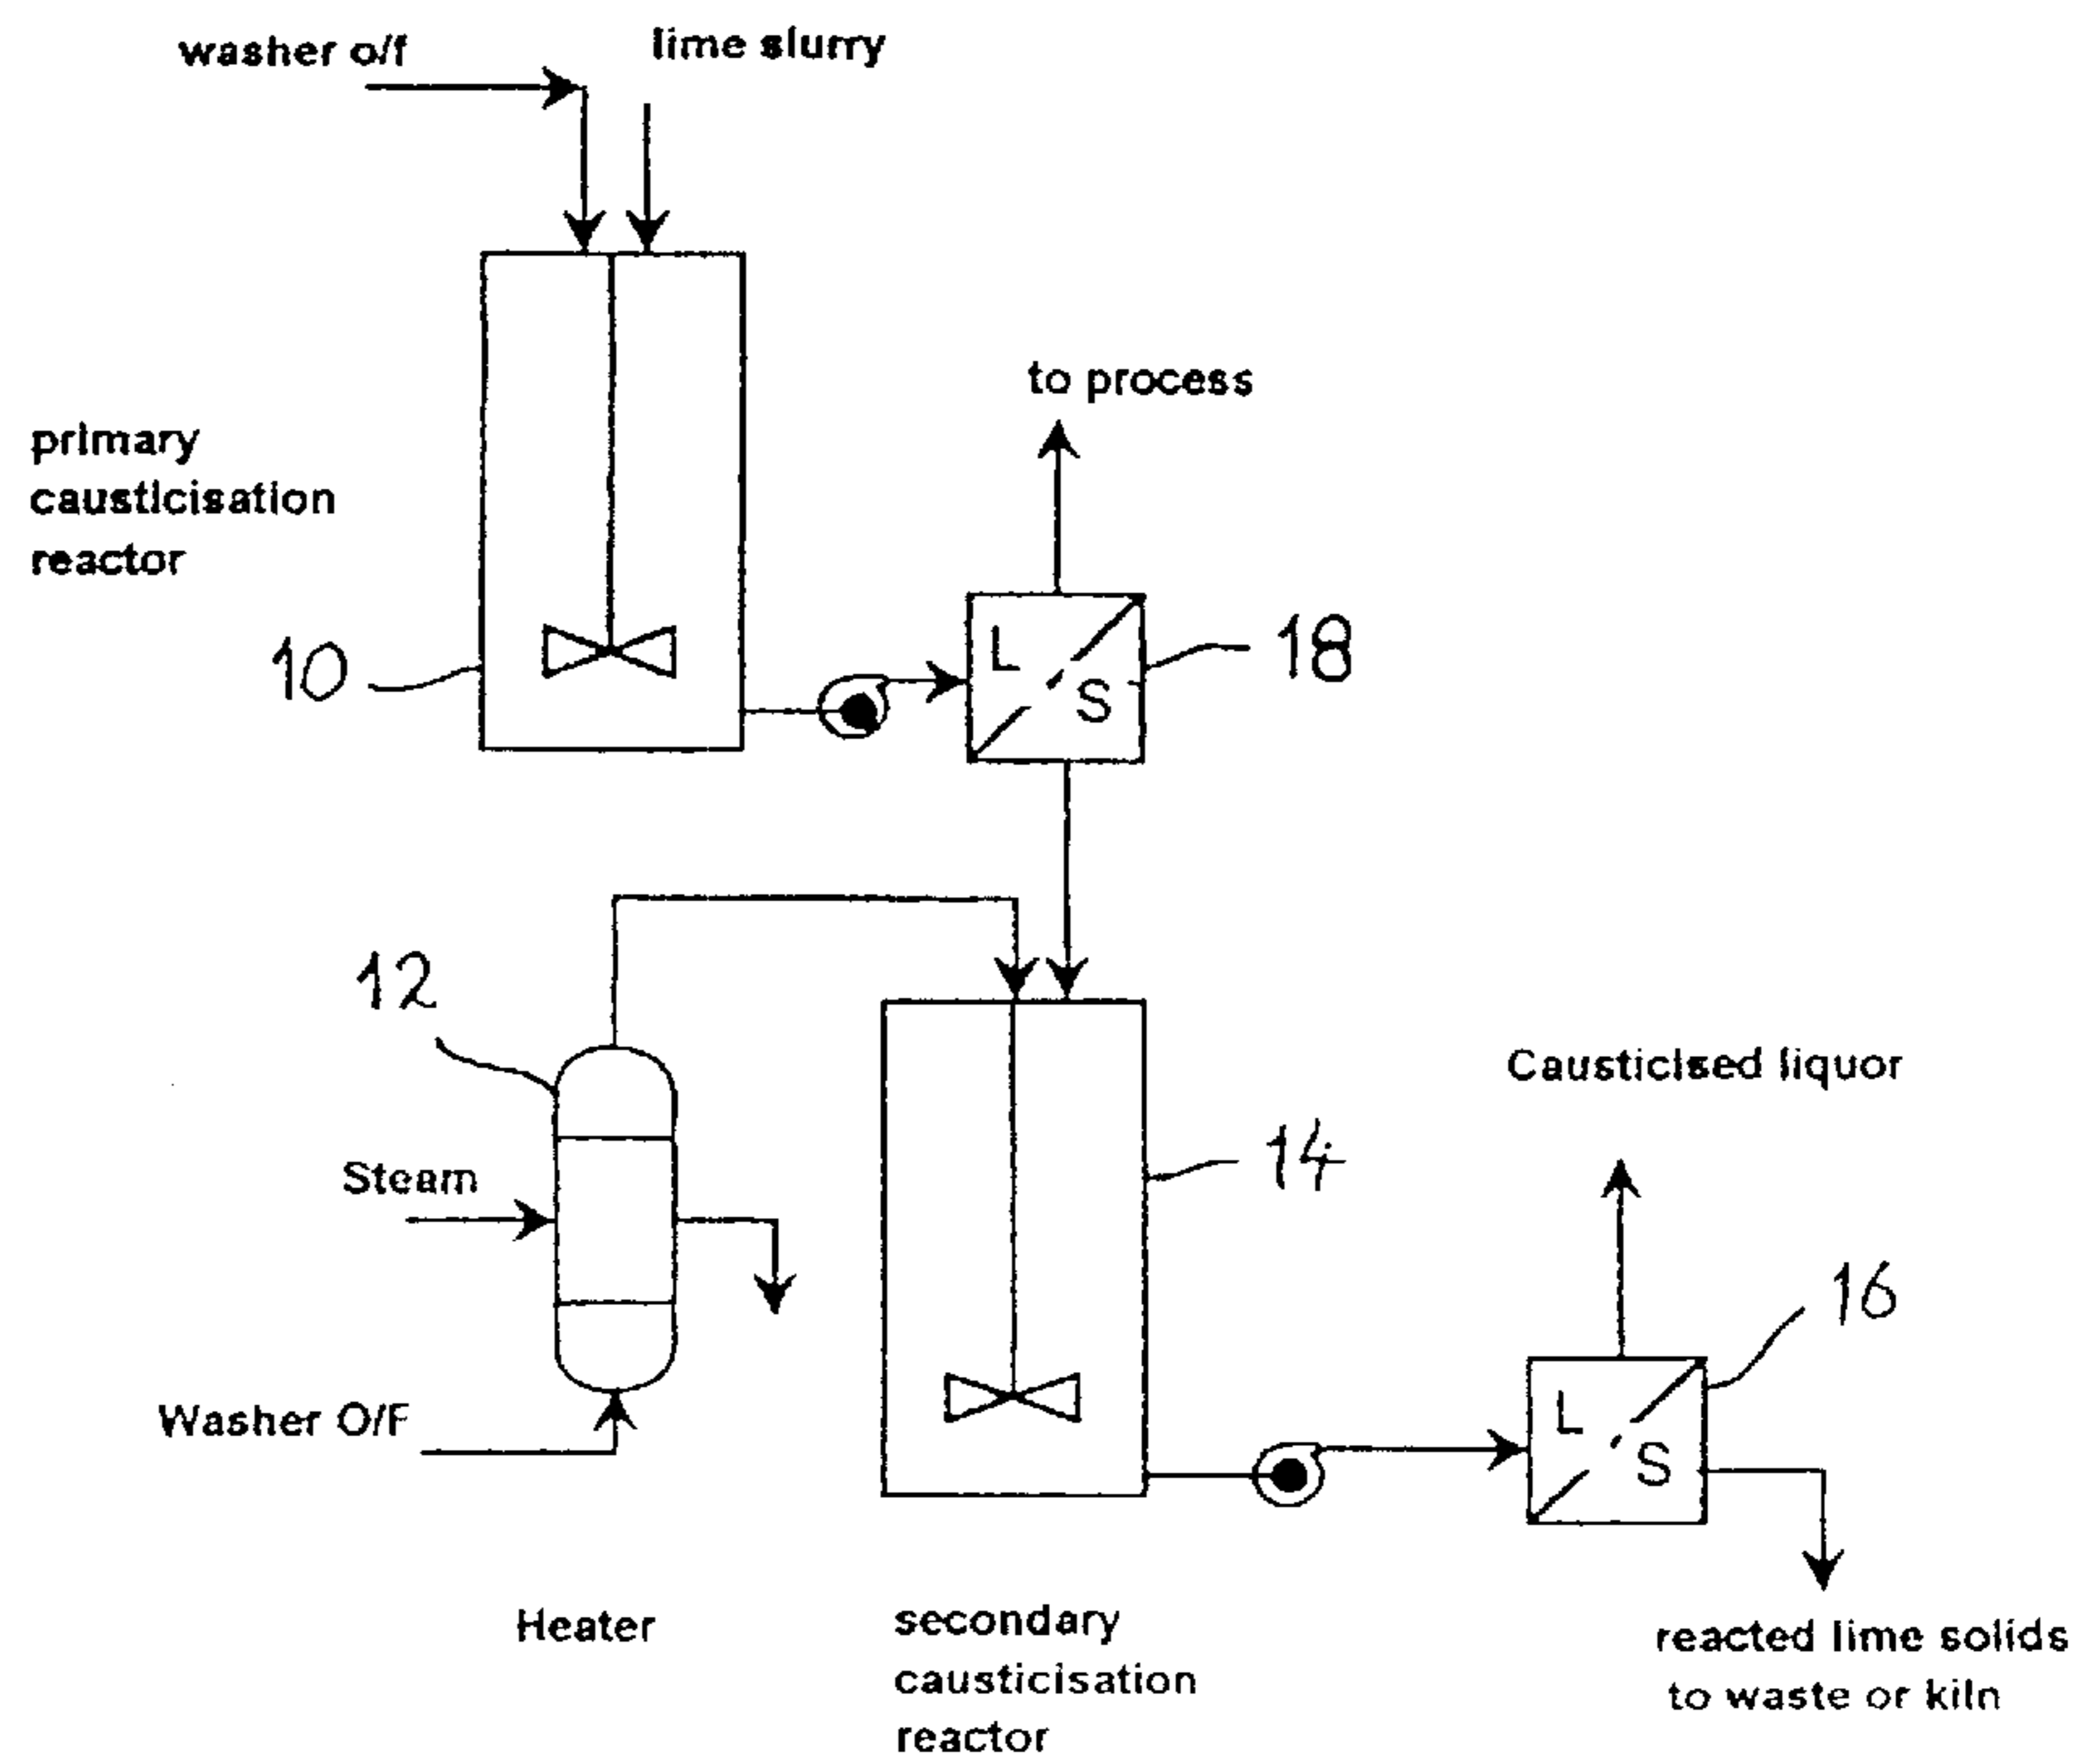 washer o/f
lime slurry
to process
primary
causticisation
reactor
10
L
S
18
12
Causticised liquor
14
Steam
16
Washer O/F
L
S
Heater
secondary
causticisation
reactor
reacted lime solids
to waste or kiln